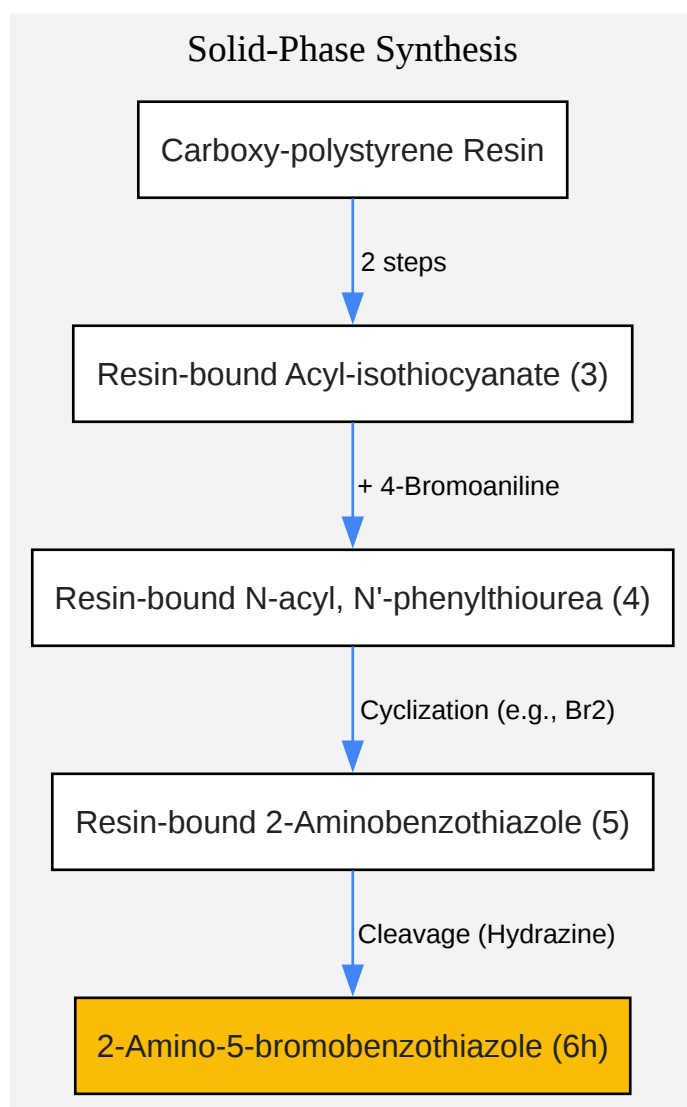 Solid-Phase Synthesis
Carboxy-polystyrene Resin
2 steps
Resin-bound Acyl-isothiocyanate (3)
+ 4-Bromoaniline
Resin-bound N-acyl, N'-phenylthiourea (4)
Cyclization (e.g., Br2)
Resin-bound 2-Aminobenzothiazole (5)
Cleavage (Hydrazine)
2-Amino-5-bromobenzothiazole (6h)